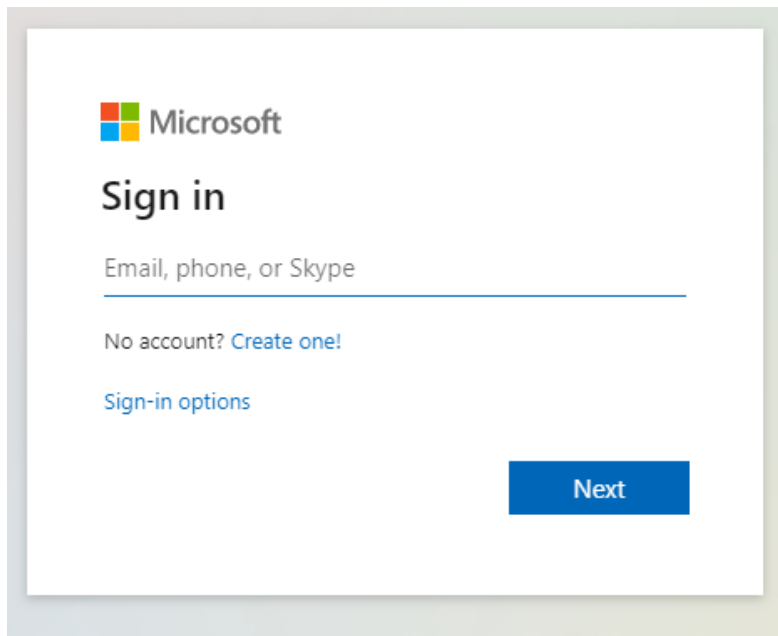 Microsoft
Sign in
Email, phone, or Skype
No account? Create one!
Sign-in options
Next